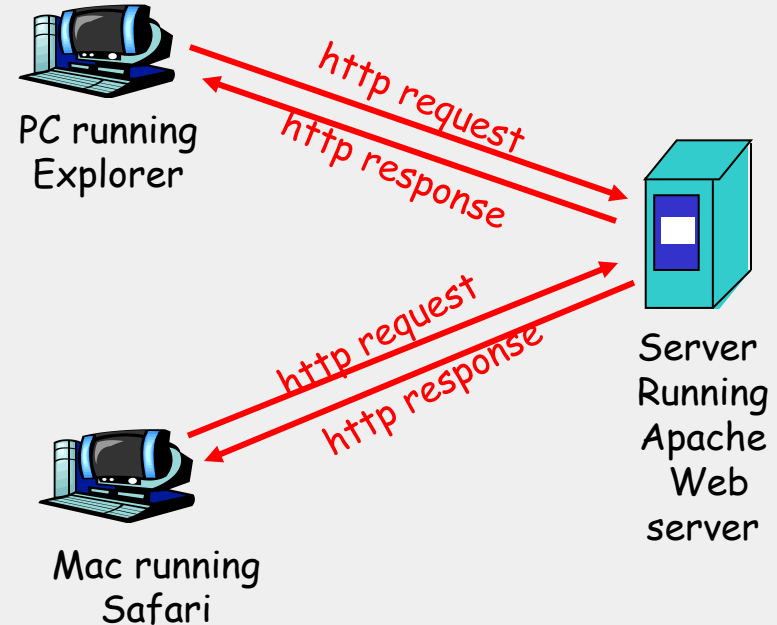 http request
http response
PC running
Explorer
http request
http response
Server
Running
Apache
Web
server
Mac running
Safari